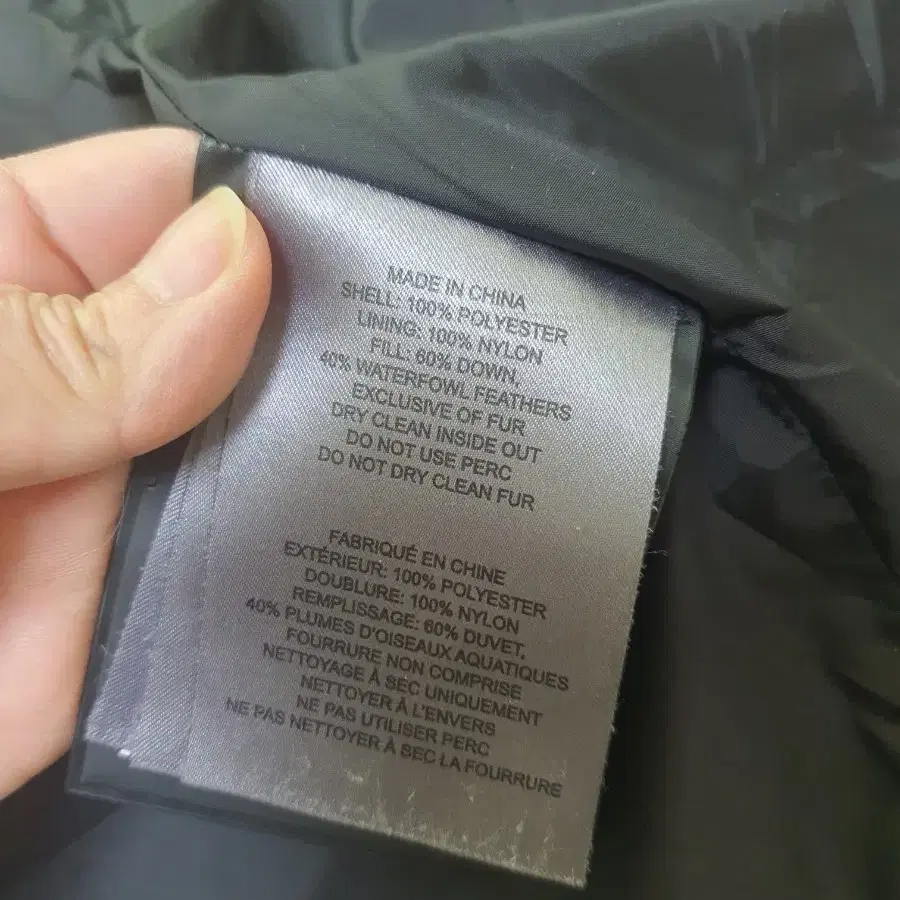 MADE IN CHINA
SHELL: 100% POLYESTER
LINING: 100% NYLON
FILL: 60% DOWN,
40% WATERFOWL FEATHERS
EXCLUSIVE OF FUR
DRY CLEAN INSIDE OUT
DO NOT USE PERC
DO NOT DRY CLEAN FUR
FABRIQUÉ EN CHINE
EXTÉRIEUR: 100% POLYESTER
DOUBLURE: 100% NYLON
REMPLISSAGE: 60% DUVET,
40% PLUMES D'OISEAUX AQUATIQUES
FOURRURE NON COMPRISE
NETTOYAGE À SEC UNIQUEMENT
NETTOYER À L'ENVERS
NE PAS UTILISER PERC
NE PAS NETTOYER À SEC LA FOURRURE